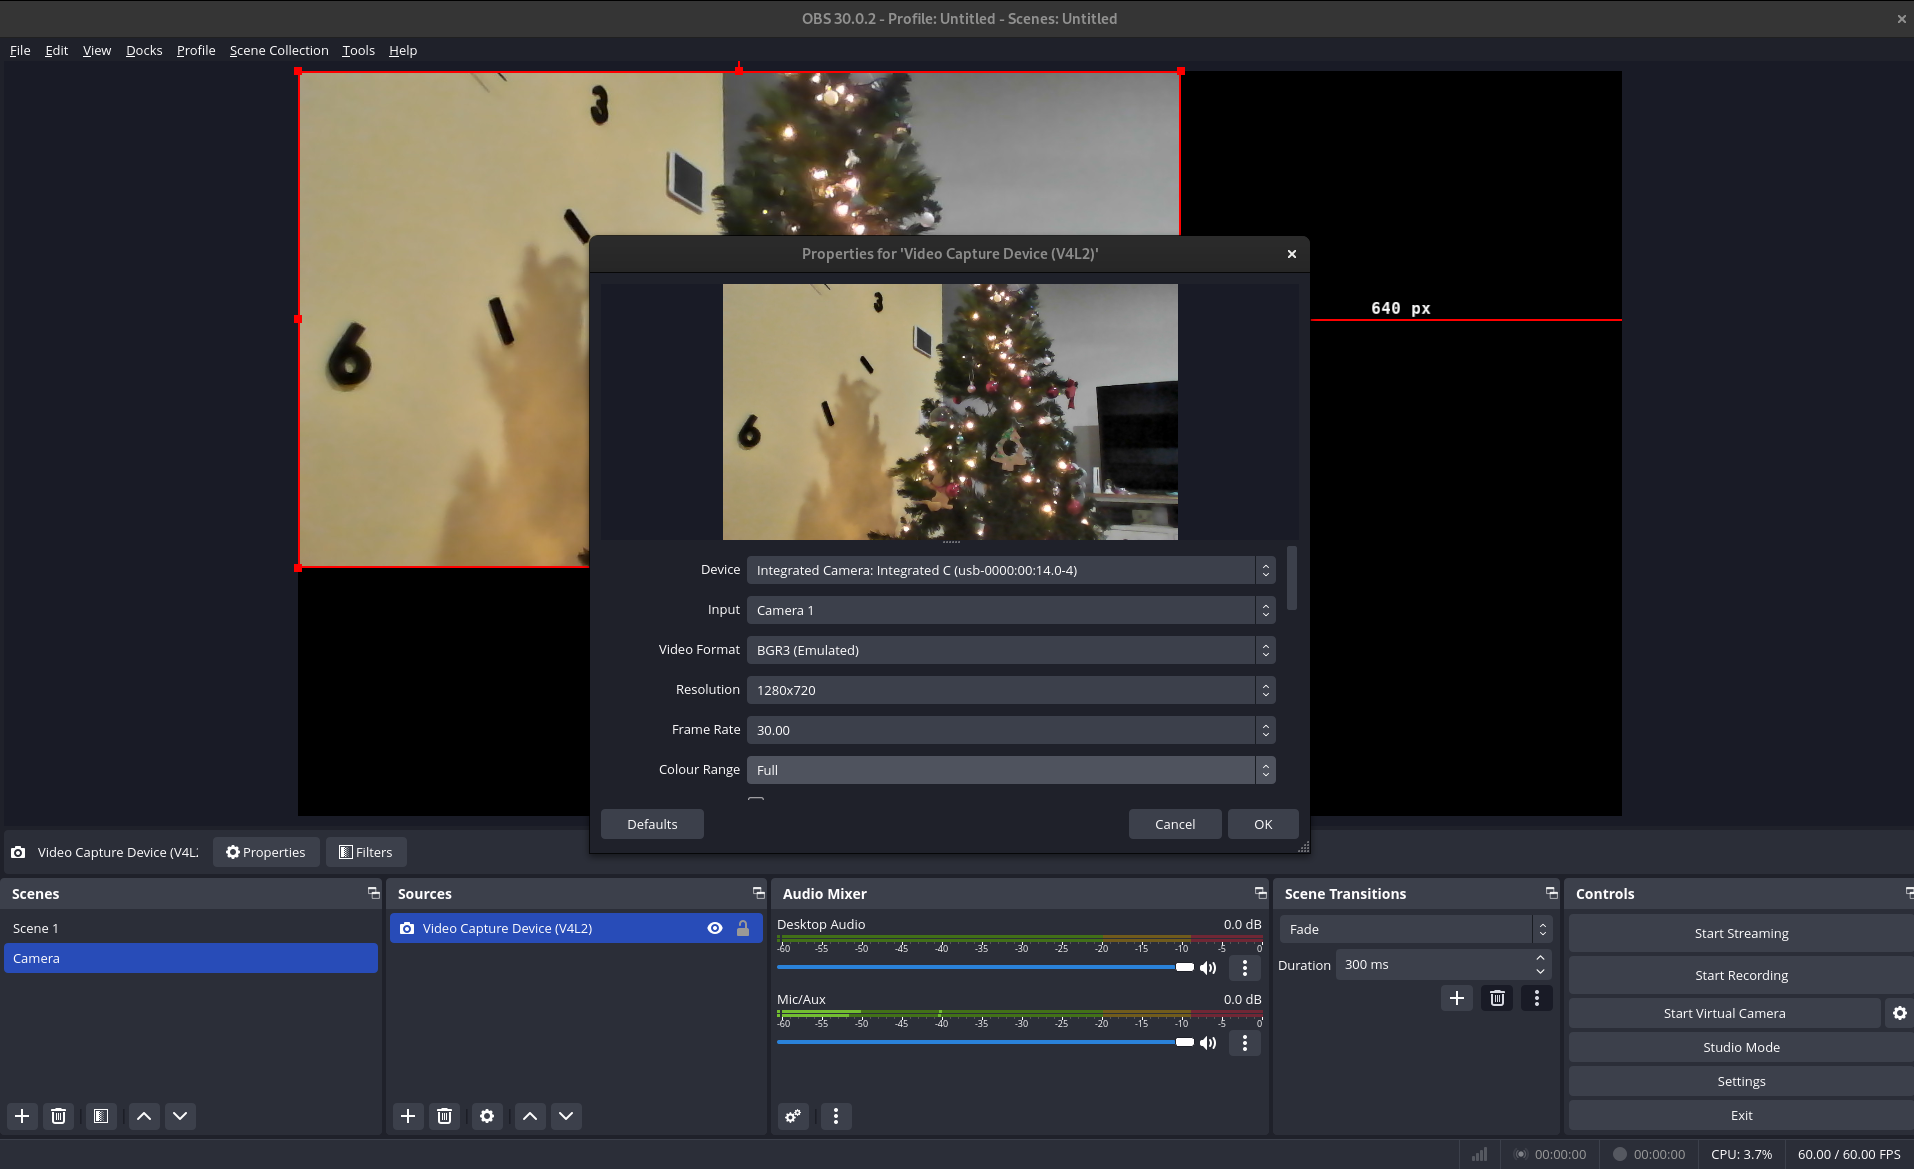 OBS 30.0.2 - Profile: Untitled - Scenes: Untitled
File Edit View Docks Profile Scene Collection Tools Help
3
6
640 px
Properties for 'Video Capture Device (V4L2)'
3
6
Device Integrated Camera: Integrated C (usb-0000:00:14.0-4)
Input Camera 1
Video Format BGR3 (Emulated)
Resolution 1280x720
Frame Rate 30.00
Colour Range Full
Defaults Cancel OK
Video Capture Device (V4L Properties Filters
Scenes
Scene 1
Camera
Sources
Video Capture Device (V4L2)
Audio Mixer
Desktop Audio 0.0 dB
-60 -55 -50 -45 -40 -35 -30 -25 -20 -15 -10 -5 0
Mic/Aux 0.0 dB
-60 -55 -50 -45 -40 -35 -30 -25 -20 -15 -10 -5 0
Scene Transitions
Fade
Duration 300 ms
Controls
Start Streaming
Start Recording
Start Virtual Camera
Studio Mode
Settings
Exit
00:00:00 00:00:00 CPU: 3.7% 60.00 / 60.00 FPS